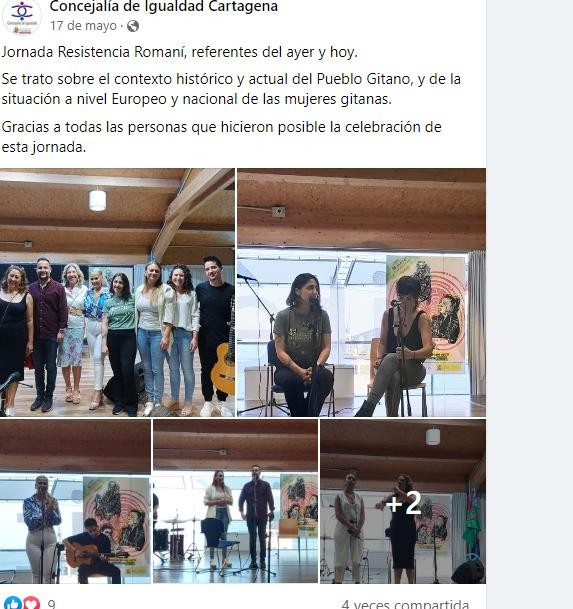 Concejalía de Igualdad Cartagena
17 de mayo ·
Jornada Resistencia Romaní, referentes del ayer y hoy.
Se trato sobre el contexto histórico y actual del Pueblo Gitano, y de la
situación a nivel Europeo y nacional de las mujeres gitanas.
Gracias a todas las personas que hicieron posible la celebración de
esta jornada.
+2
9
4 veces compartida